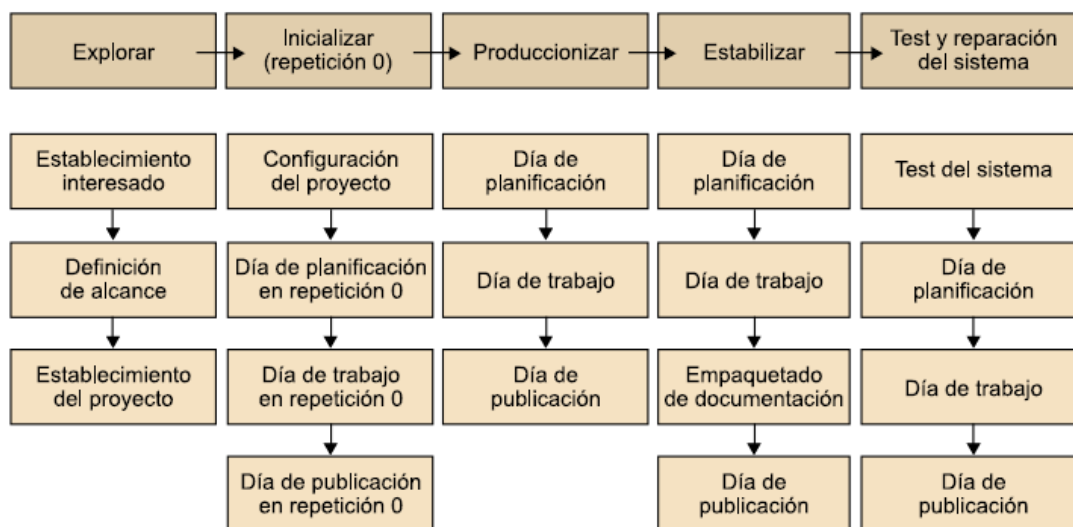 Explorar
Inicializar
(repetición 0)
Produccionizar
Estabilizar
Test y reparación
del sistema
Establecimiento
interesado
Configuración
del proyecto
Día de
planificación
Día de
planificación
Test del sistema
Definición
de alcance
Día de planificación
en repetición 0
Día de trabajo
Día de trabajo
Día de
planificación
Establecimiento
del proyecto
Día de trabajo
en repetición 0
Día de
publicación
Empaquetado
de documentación
Día de trabajo
Día de publicación
en repetición 0
Día de
publicación
Día de
publicación